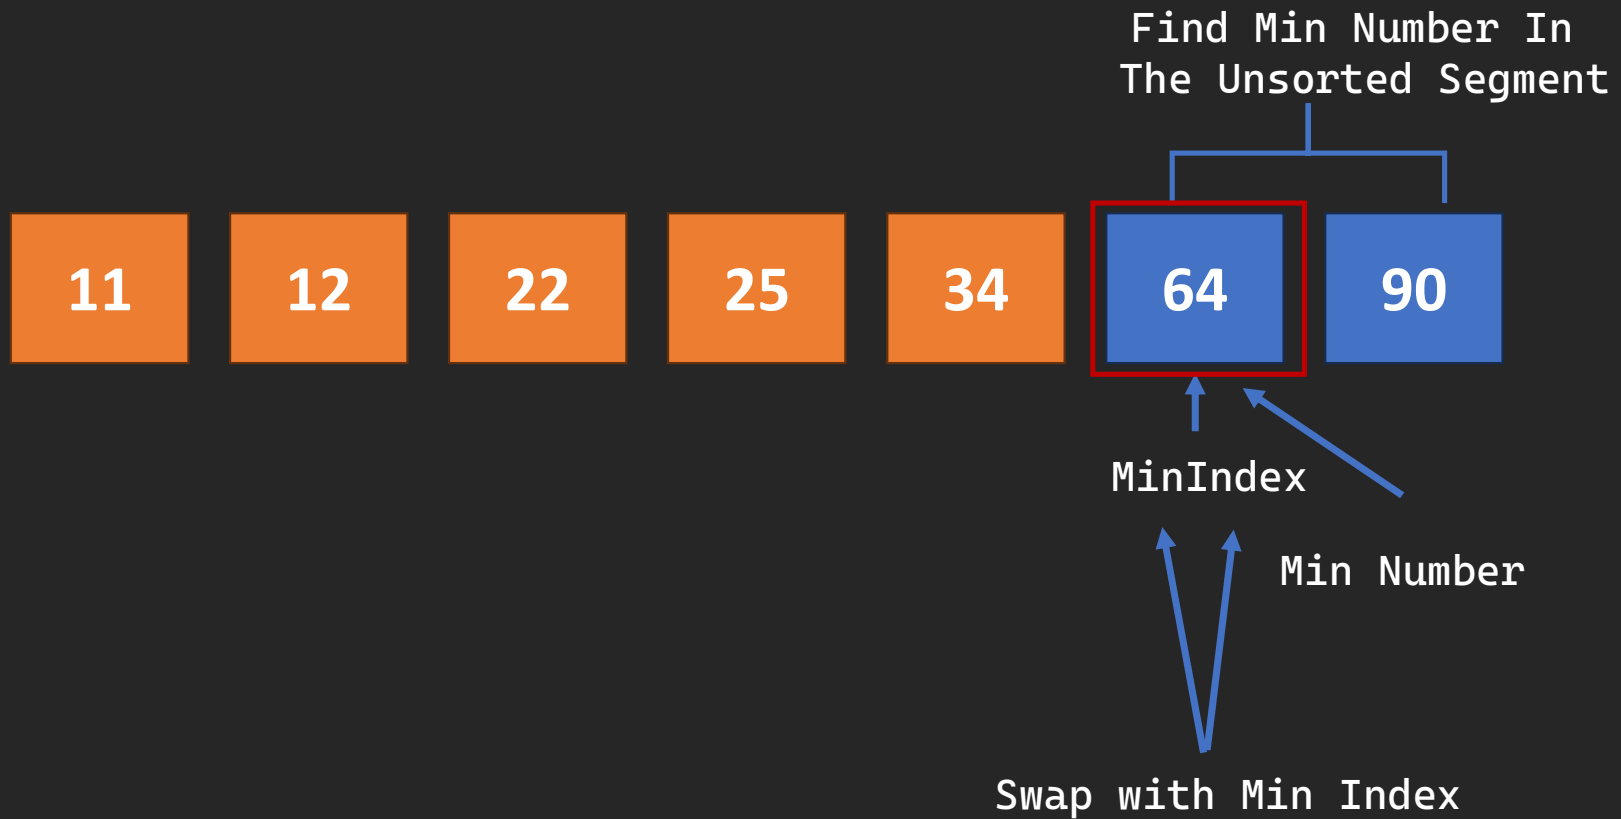 Find Min Number In
The Unsorted Segment
11 12 22 25 34 64 90
MinIndex
Min Number
Swap with Min Index